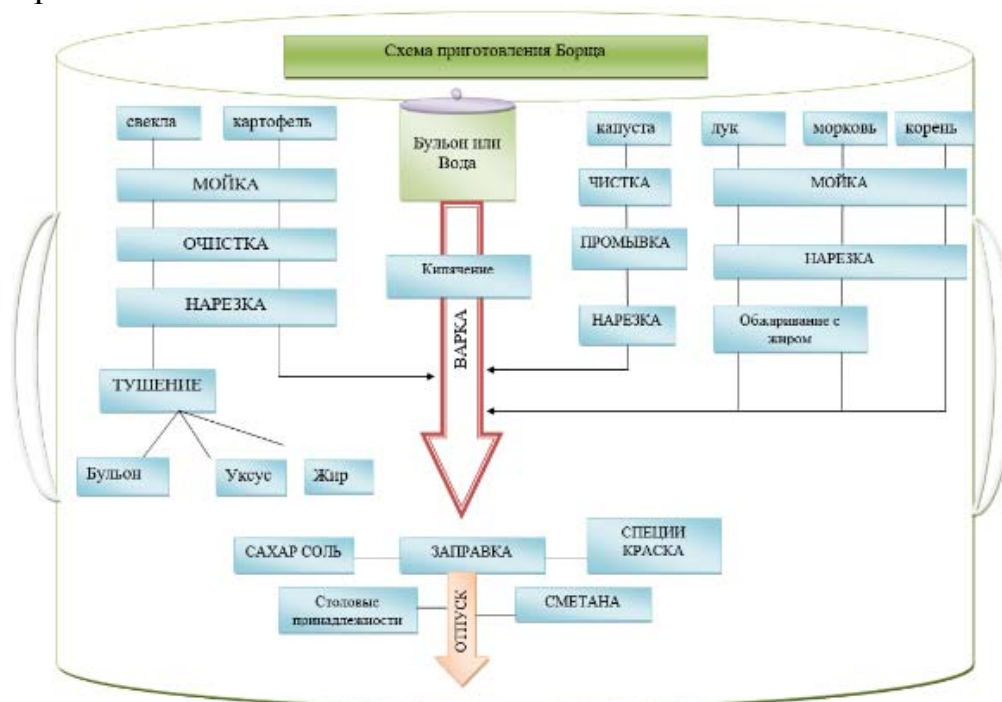 Схема приготовления Борща
свекла
картофель
Бульон или
Вода
капуста
лук
морковь
корень
МОЙКА
ЧИСТКА
МОЙКА
ОЧИСТКА
Кипячение
ПРОМЫВКА
НАРЕЗКА
НАРЕЗКА
ВАРКА
НАРЕЗКА
Обжаривание с
жиром
ТУШЕНИЕ
Бульон
Уксус
Жир
САХАР СОЛЬ
ЗАПРАВКА
СПЕЦИИ
КРАСКА
Столовые
принадлежности
ОТПУСК
СМЕТАНА